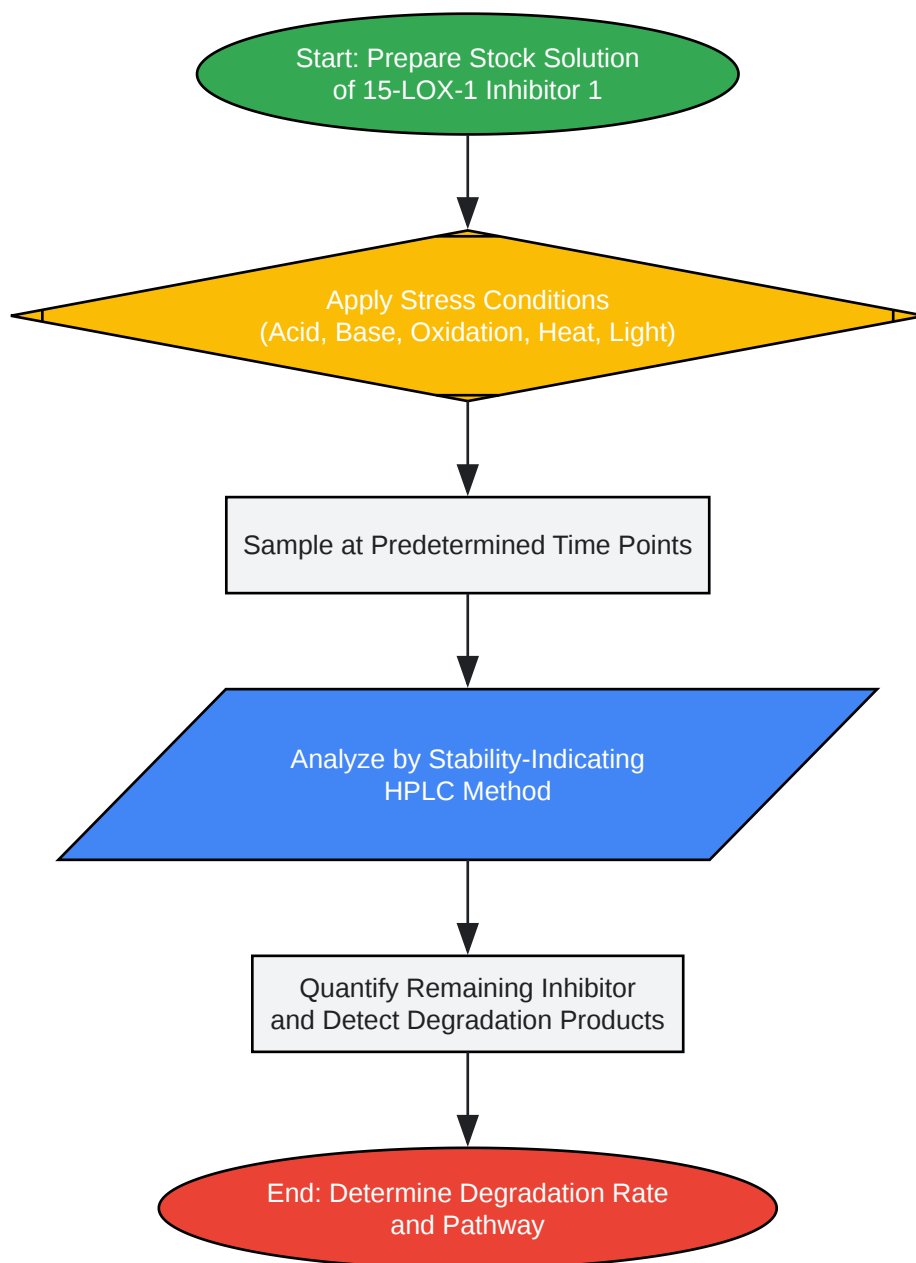 Start: Prepare Stock Solution
of 15-LOX-1 Inhibitor 1
Apply Stress Conditions
(Acid, Base, Oxidation, Heat, Light)
Sample at Predetermined Time Points
Analyze by Stability-Indicating
HPLC Method
Quantify Remaining Inhibitor
and Detect Degradation Products
End: Determine Degradation Rate
and Pathway